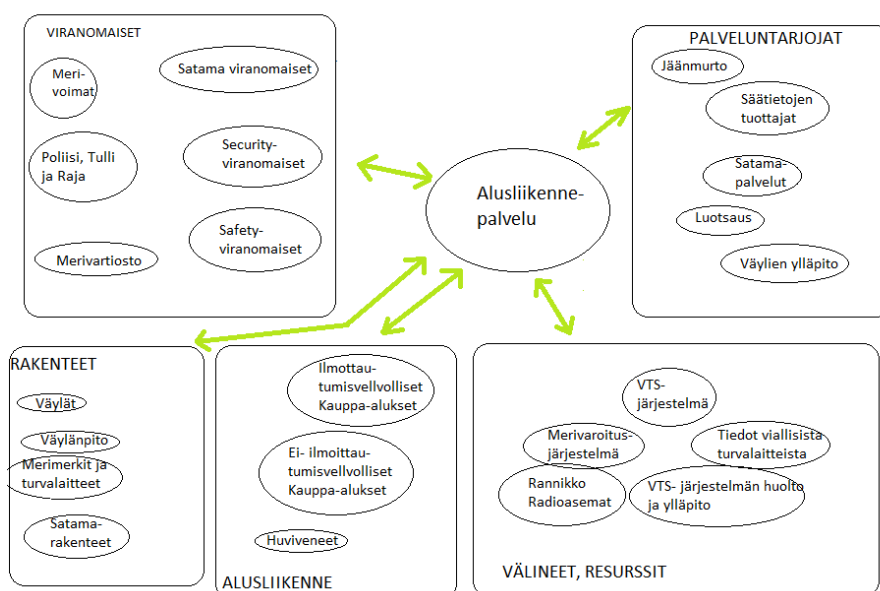 VIRANOMAISET
Meri-
voimat
Satama viranomaiset
Poliisi, Tulli
ja Raja
Security-
viranomaiset
Safety-
viranomaiset
Merivartiosto
Alusliikenne-
palvelu
PALVELUNTARJOJAT
Jäänmurto
Säätietojen
tuottajat
Satama-
palvelut
Luotsaus
Väylien ylläpito
RAKENTEET
Väylät
Väylänpito
Merimerkit ja
turvalaitteet
Satama-
rakenteet
Ilmottau-
tumisvellvolliset
Kauppa-alukset
Ei- ilmoittau-
tumisvellvolliset
Kauppa-alukset
Huviveneet
ALUSLIIKENNE
VTS-
järjestelmä
Merivaroitus-
järjestelmä
Tiedot viallisista
turvalaitteista
Rannikko
Radioasemat
VTS- järjestelmän huolto
ja ylläpito
VÄLINEET, RESURSSIT